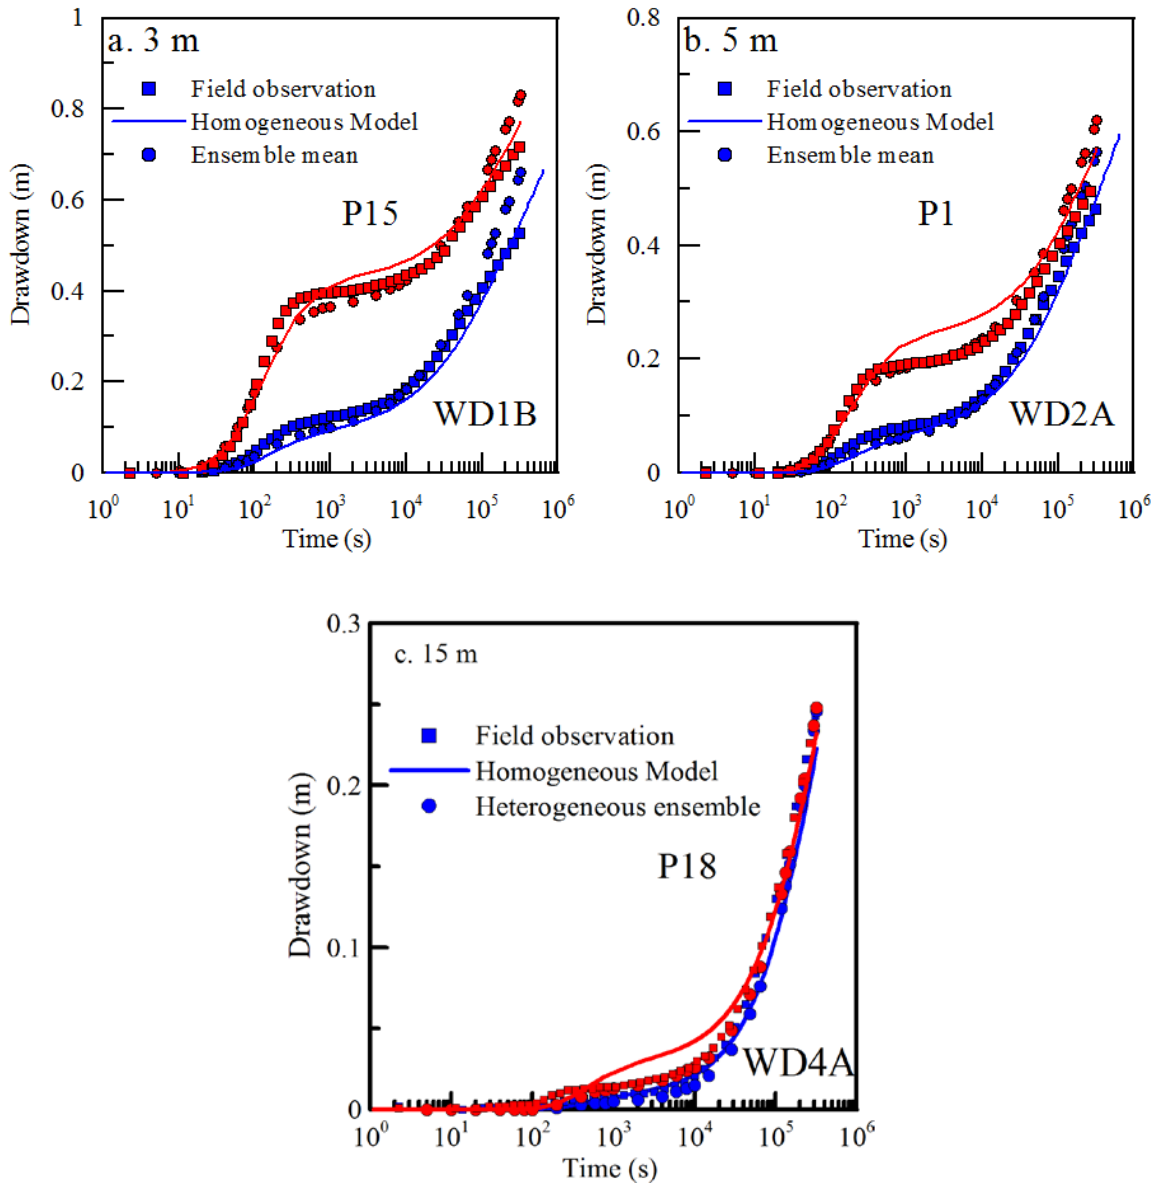 a. 3 m
Field observation
Homogeneous Model
Ensemble mean
P15
WD1B
Drawdown (m)
1
0.8
0.6
0.4
0.2
0
10^0 10^1 10^2 10^3 10^4 10^5 10^6
Time (s)
b. 5 m
Field observation
Homogeneous Model
Ensemble mean
P1
WD2A
Drawdown (m)
0.8
0.6
0.4
0.2
0
10^0 10^1 10^2 10^3 10^4 10^5 10^6
Time (s)
c. 15 m
Field observation
Homogeneous Model
Heterogeneous ensemble
P18
WD4A
Drawdown (m)
0.3
0.2
0.1
0
10^0 10^1 10^2 10^3 10^4 10^5 10^6
Time (s)